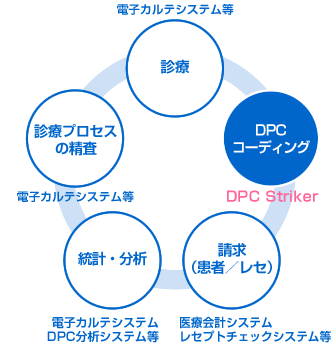 電子カルテシステム等
診療
DPC
コーディング
DPC Striker
請求
（患者／レセ）
医療会計システム
レセプトチェックシステム等
統計・分析
電子カルテシステム
DPC分析システム等
診療プロセス
の精査
電子カルテシステム等